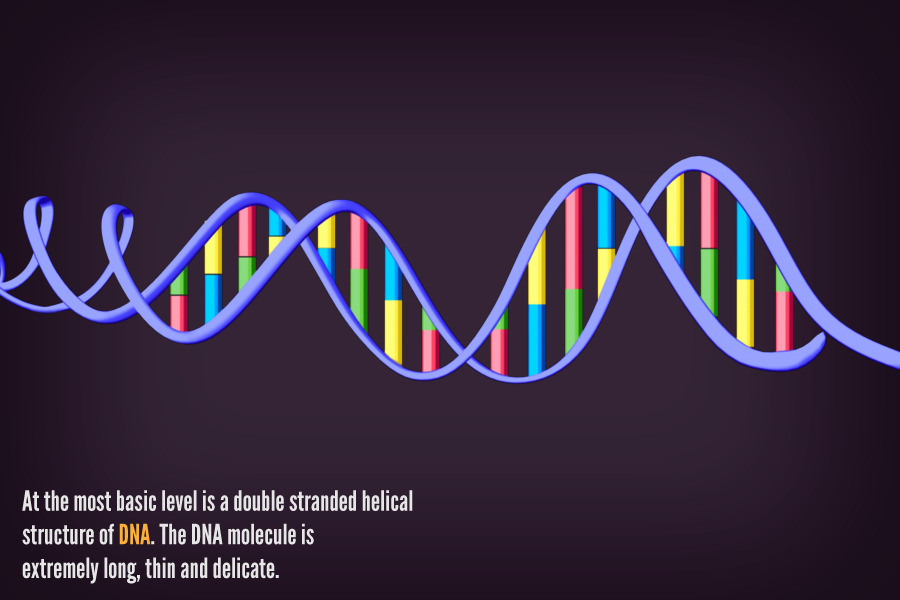 At the most basic level is a double stranded helical
structure of DNA. The DNA molecule is
extremely long, thin and delicate.